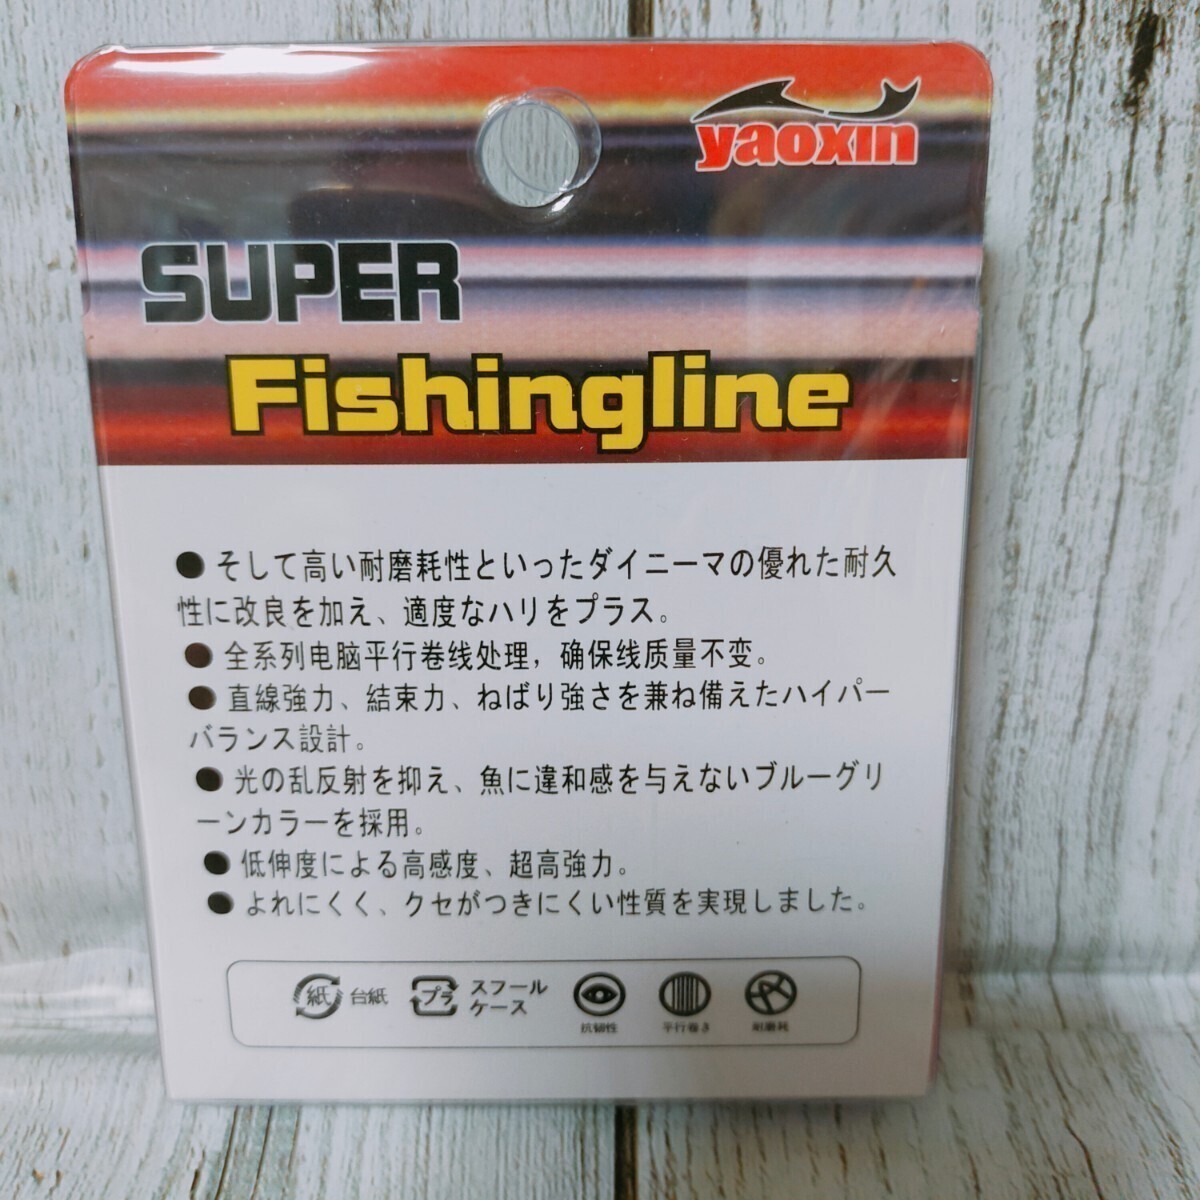 yaoxin
SUPER
Fishingline
● そして高い耐磨耗性といったダイニーマの優れた耐久
性に改良を加え、適度なハリをプラス。
● 全系列电脑平行卷线处理，确保线质量不变。
● 直線強力、結束力、ねばり強さを兼ね備えたハイパー
バランス設計。
● 光の乱反射を抑え、魚に違和感を与えないブルーグリ
ーンカラーを採用。
● 低伸度による高感度、超高強力。
● よれにくく、クセがつきにくい性質を実現しました。
紙 台紙 プラ スフール
ケース
抗韧性 平行巻き 耐磨耗